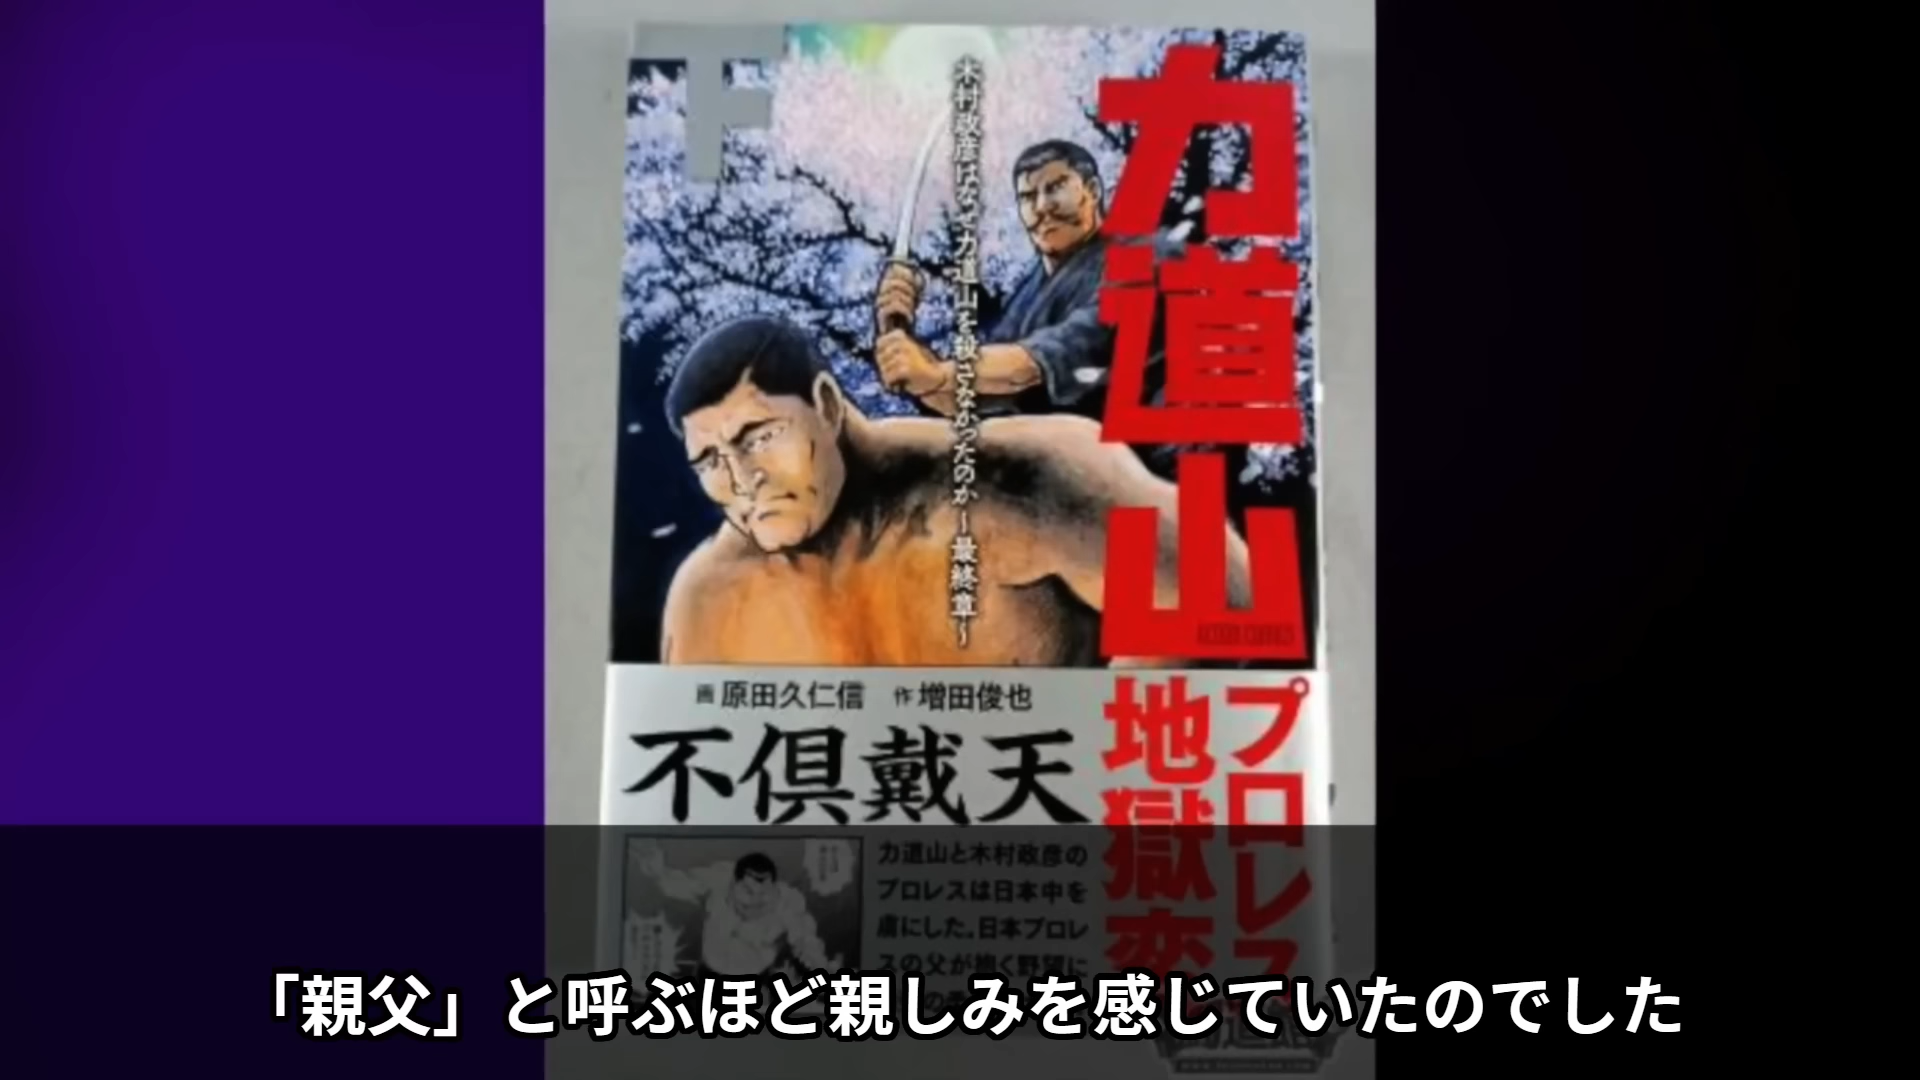 力道山
プロレス
地獄変
下
木村政彦はなぜ力道山を殺さなかったのか〜最終章〜
画 原田久仁信 作 増田俊也
不倶戴天
力道山と木村政彦の
プロレスは日本中を
虜にした。日本プロレ
スの父が抱く野望に
「親父」と呼ぶほど親しみを感じていたのでした